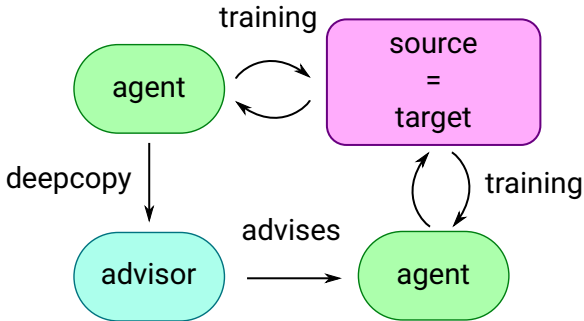 training
agent
source
=
target
deepcopy
training
advises
advisor
agent